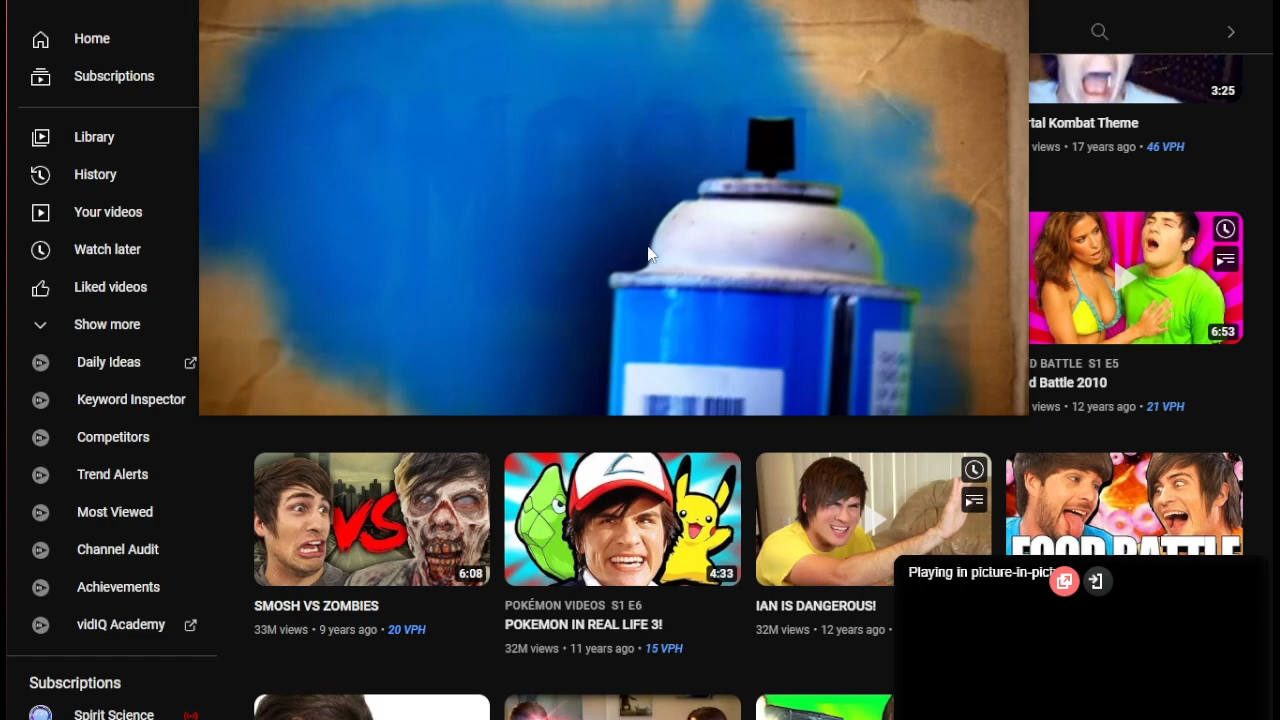 Home
Subscriptions
Library
History
Your videos
Watch later
Liked videos
Show more
Daily Ideas
Keyword Inspector
Competitors
Trend Alerts
Most Viewed
Channel Audit
Achievements
vidIQ Academy
Subscriptions
Spirit Science
3:25
rtal Kombat Theme
views • 17 years ago • 46 VPH
6:53
D BATTLE S1 E5
d Battle 2010
views • 12 years ago • 21 VPH
VS
6:08
SMOSH VS ZOMBIES
33M views • 9 years ago • 20 VPH
4:33
POKÉMON VIDEOS S1 E6
POKEMON IN REAL LIFE 3!
32M views • 11 years ago • 15 VPH
IAN IS DANGEROUS!
32M views • 12 years ago •
FOOD BATTLE
Playing in picture-in-pict